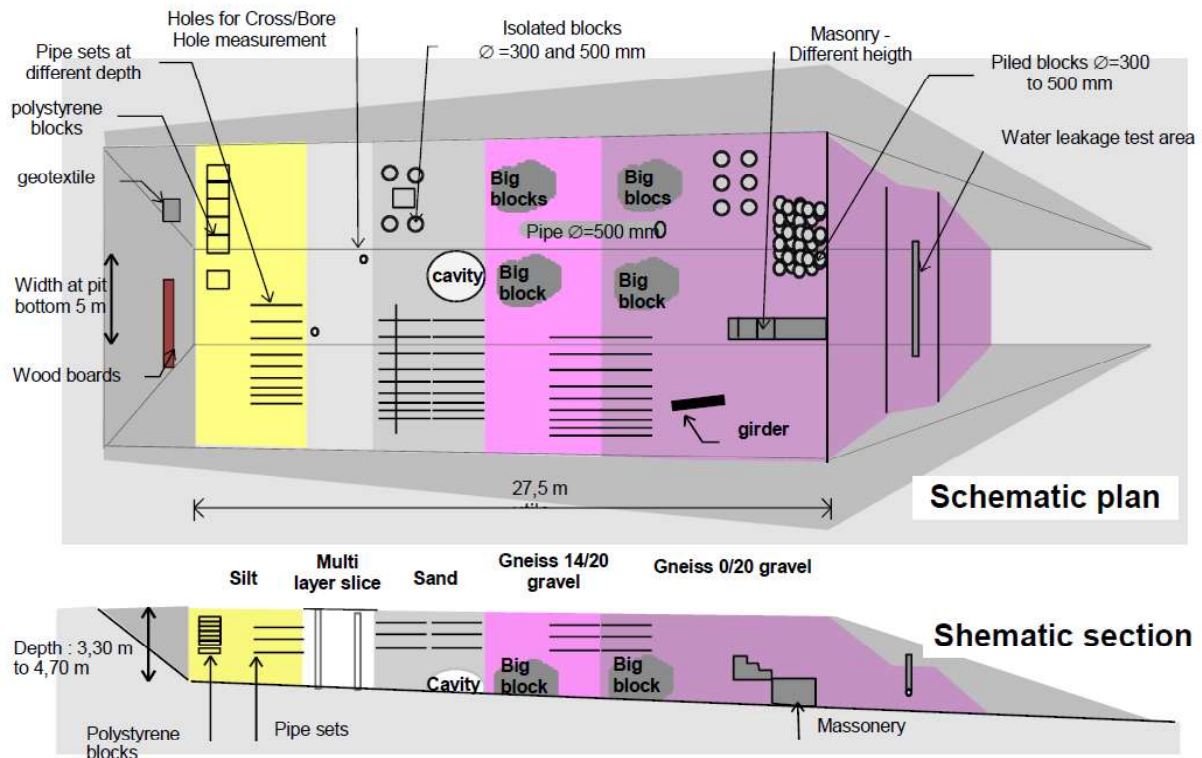 Holes for Cross/Bore
Hole measurement
Isolated blocks
∅ =300 and 500 mm
Masonry -
Different heigth
Piled blocks ∅=300
to 500 mm
Pipe sets at
different depth
polystyrene
blocks
Water leakage test area
geotextile
Big
blocks
Big
blocs
Pipe ∅=500 mm
cavity
Big
block
Big
block
Width at pit
bottom 5 m
Wood boards
girder
27,5 m
Schematic plan
Silt
Multi
layer slice
Sand
Gneiss 14/20
gravel
Gneiss 0/20 gravel
Shematic section
Depth : 3,30 m
to 4,70 m
Cavity
Big
block
Big
block
Polystyrene
blocks
Pipe sets
Massonery